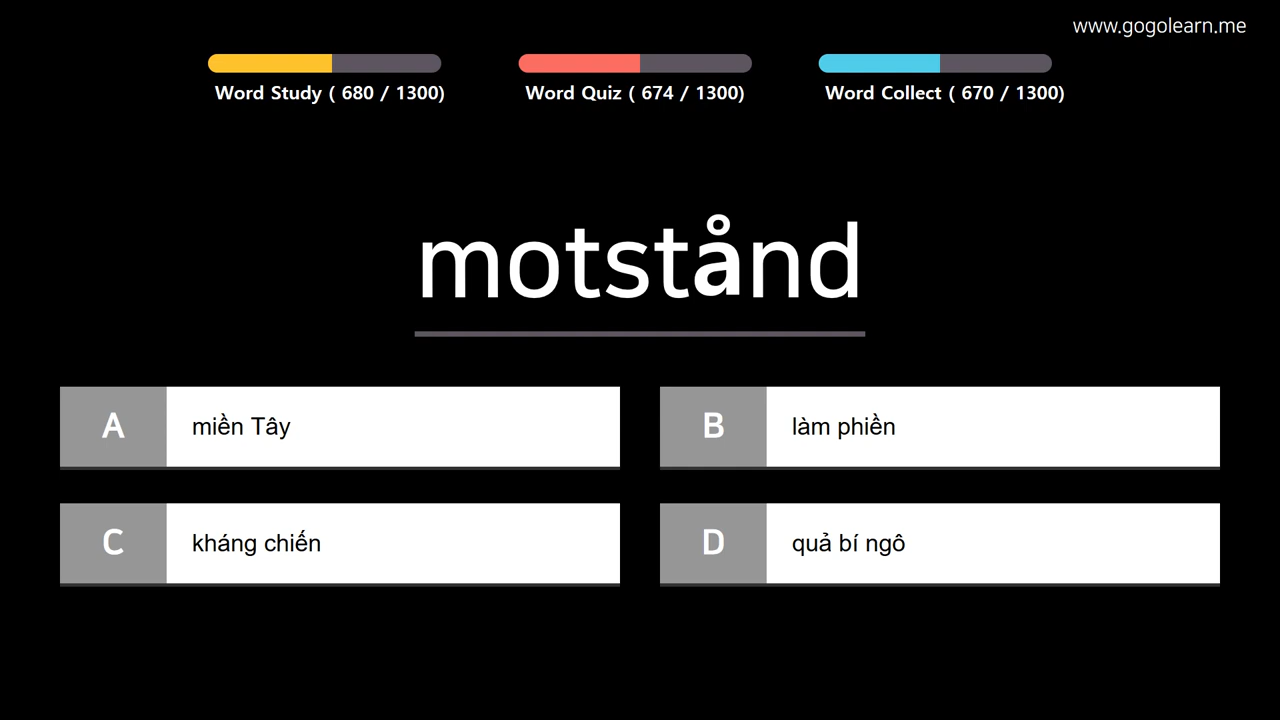 www.gogolearn.me
Word Study ( 680 / 1300)
Word Quiz ( 674 / 1300)
Word Collect ( 670 / 1300)
motstånd
A miền Tây
B làm phiền
C kháng chiến
D quả bí ngô